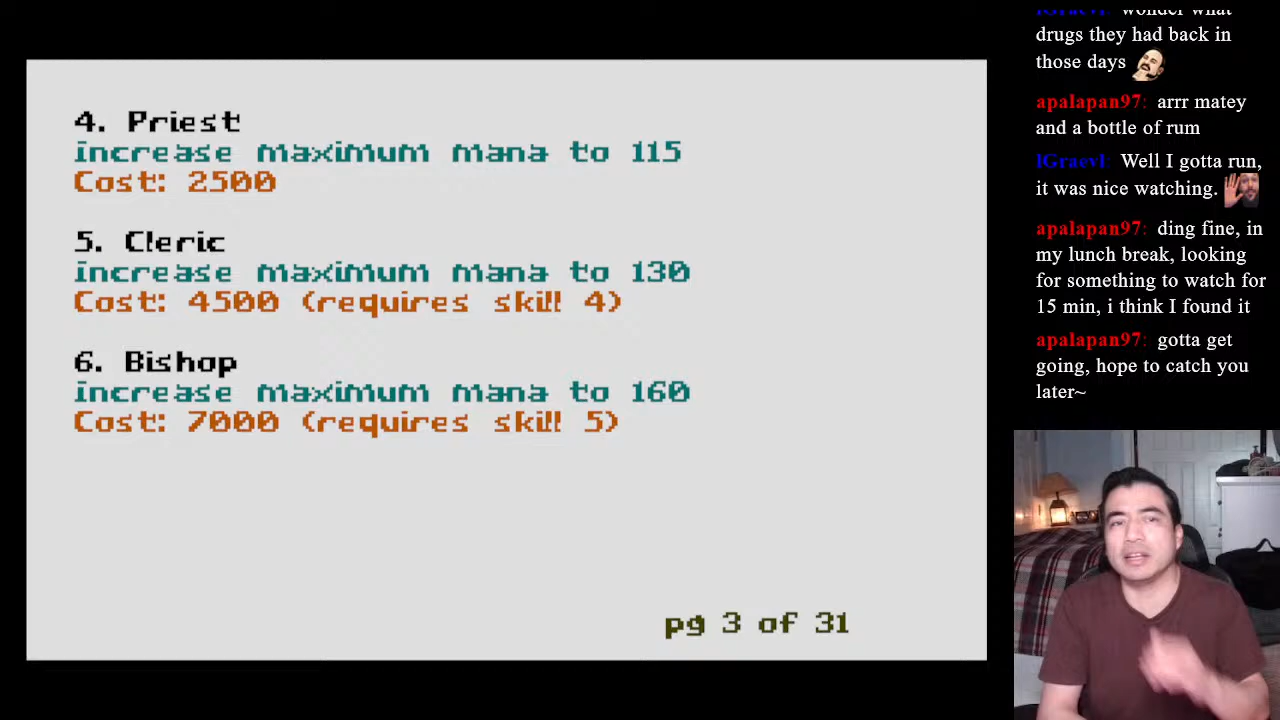 4. Priest
increase maximum mana to 115
Cost: 2500
5. Cleric
increase maximum mana to 130
Cost: 4500 (requires skill 4)
6. Bishop
increase maximum mana to 160
Cost: 7000 (requires skill 5)
pg 3 of 31
lGraevl: wonder what
drugs they had back in
those days
apalapan97: arrr matey
and a bottle of rum
lGraevl: Well I gotta run,
it was nice watching.
apalapan97: ding fine, in
my lunch break, looking
for something to watch for
15 min, i think I found it
apalapan97: gotta get
going, hope to catch you
later~